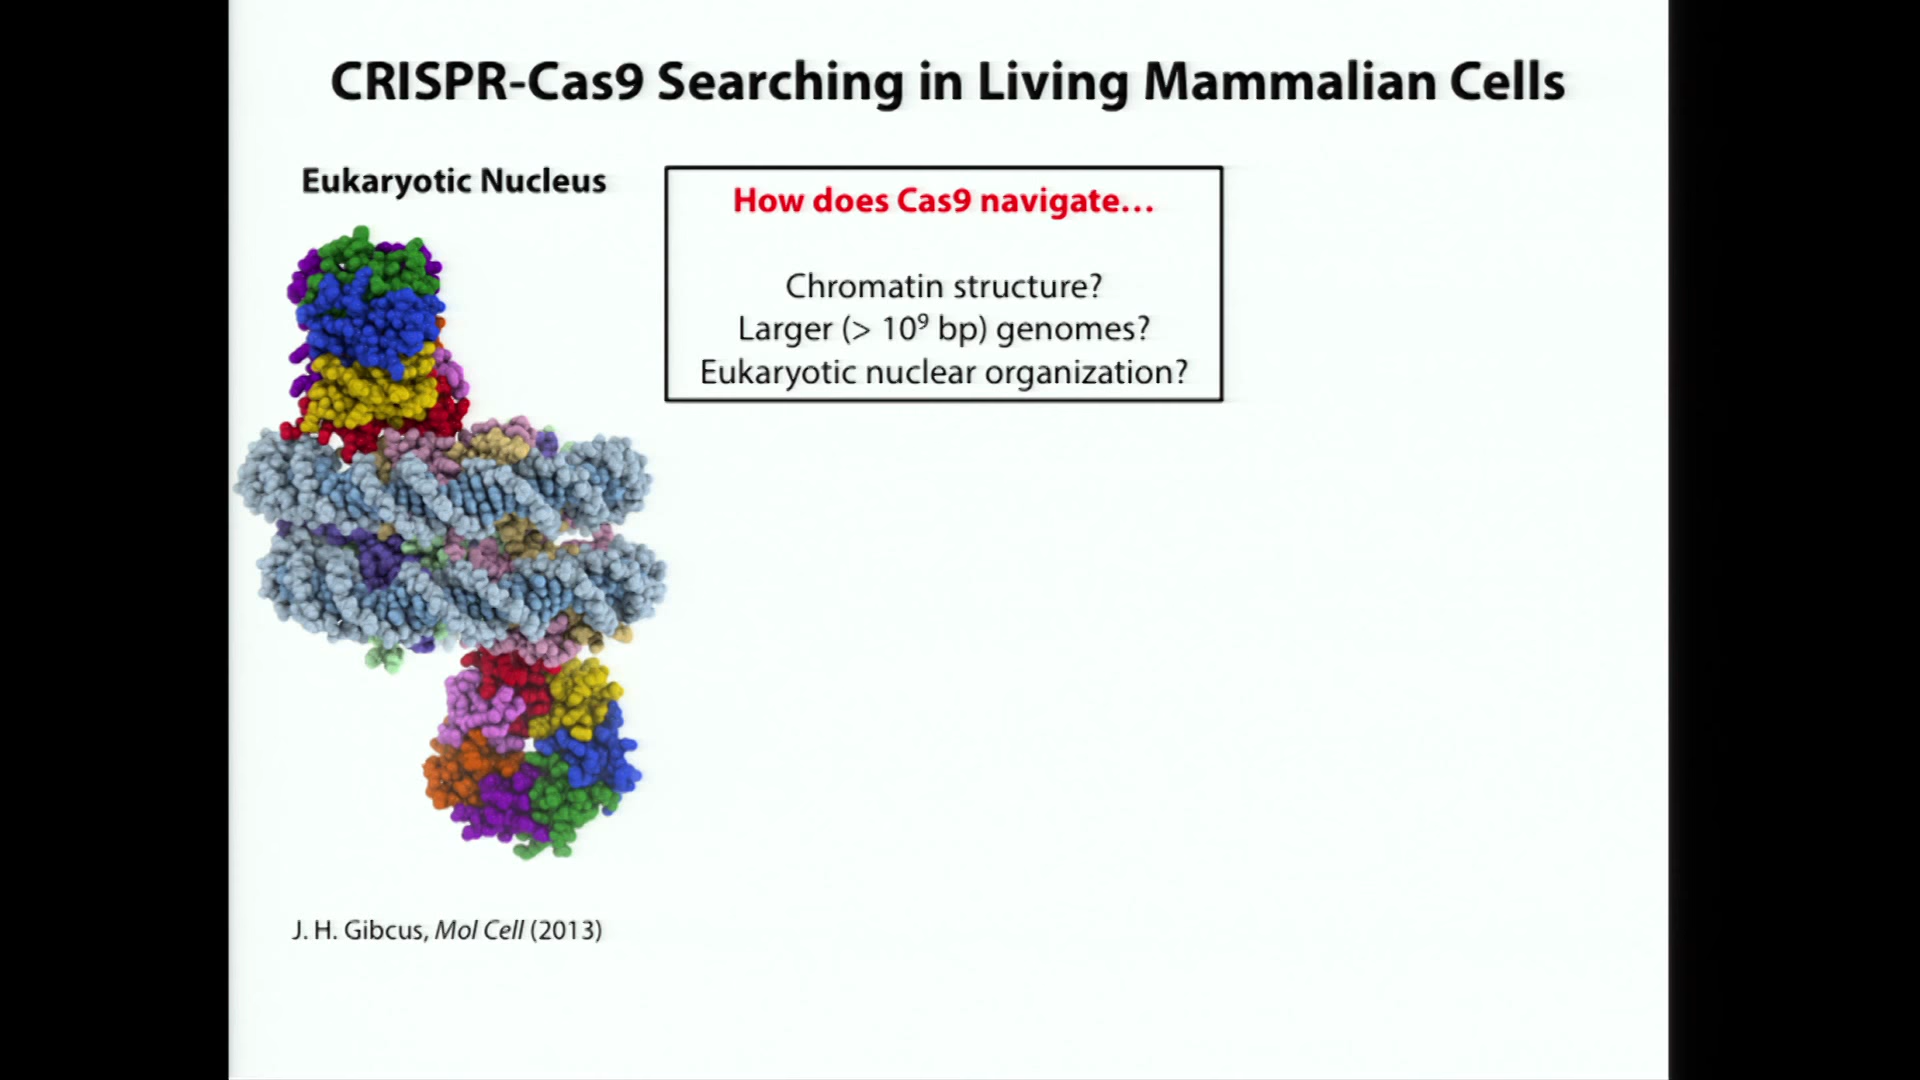 CRISPR-Cas9 Searching in Living Mammalian Cells
Eukaryotic Nucleus
How does Cas9 navigate…
Chromatin structure?
Larger (> 10⁹ bp) genomes?
Eukaryotic nuclear organization?
J. H. Gibcus, Mol Cell (2013)